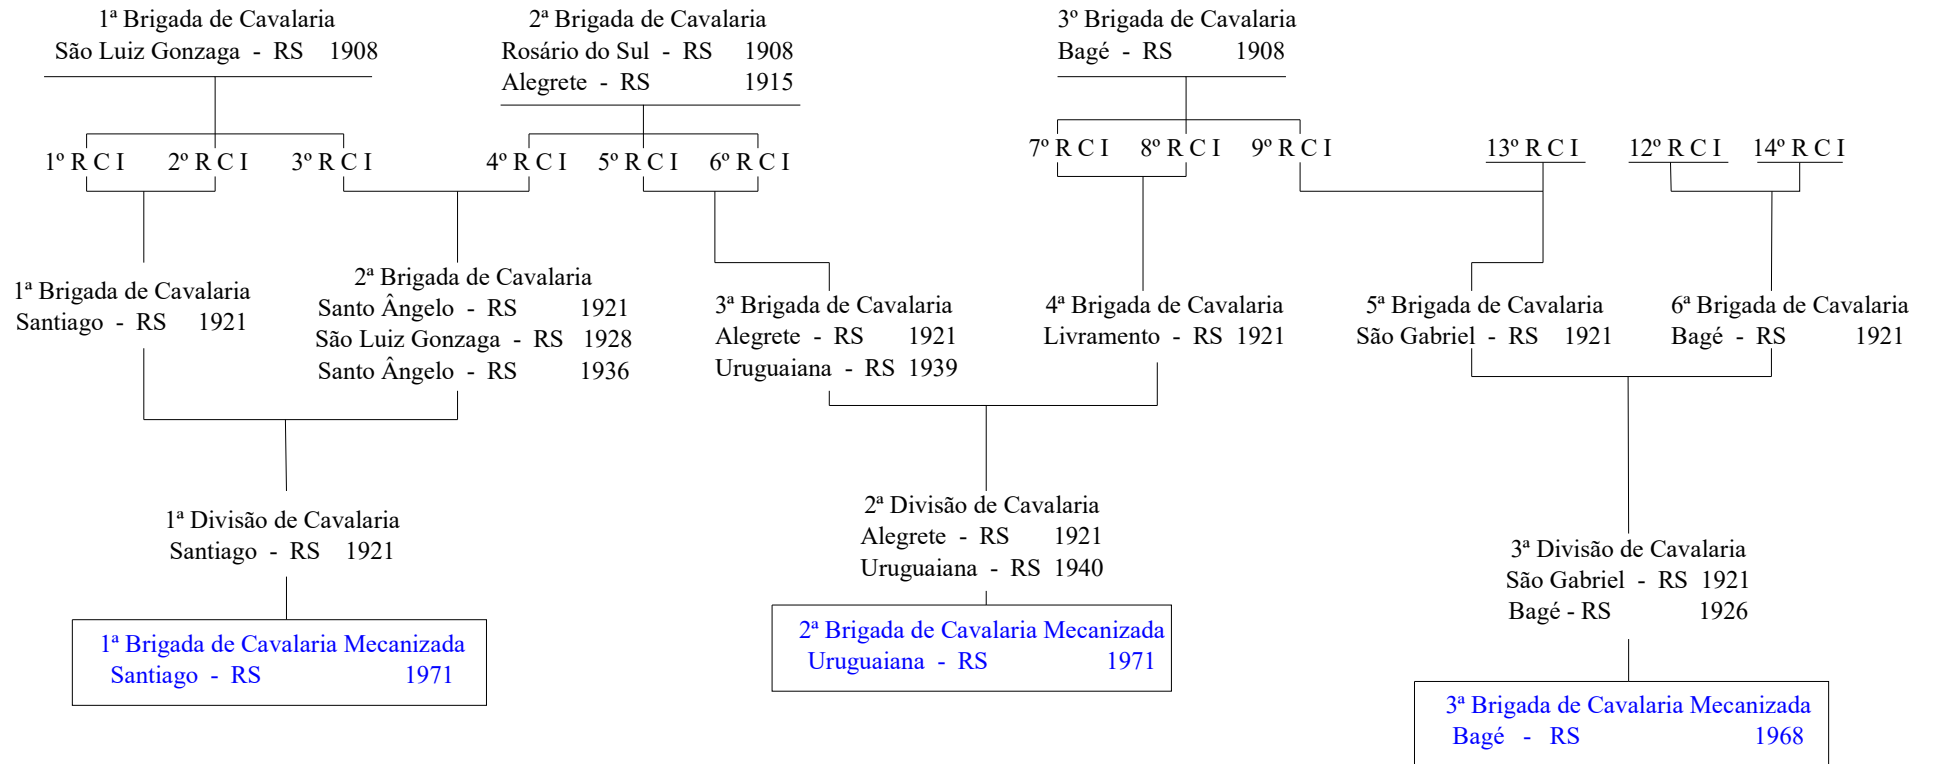 1ª Brigada de Cavalaria
São Luiz Gonzaga - RS 1908
2ª Brigada de Cavalaria
Rosário do Sul - RS 1908
Alegrete - RS 1915
3º Brigada de Cavalaria
Bagé - RS 1908
1º R C I 2º R C I 3º R C I 4º R C I 5º R C I 6º R C I 7º R C I 8º R C I 9º R C I 13º R C I 12º R C I 14º R C I
1ª Brigada de Cavalaria
Santiago - RS 1921
2ª Brigada de Cavalaria
Santo Ângelo - RS 1921
São Luiz Gonzaga - RS 1928
Santo Ângelo - RS 1936
3ª Brigada de Cavalaria
Alegrete - RS 1921
Uruguaiana - RS 1939
4ª Brigada de Cavalaria
Livramento - RS 1921
5ª Brigada de Cavalaria
São Gabriel - RS 1921
6ª Brigada de Cavalaria
Bagé - RS 1921
1ª Divisão de Cavalaria
Santiago - RS 1921
2ª Divisão de Cavalaria
Alegrete - RS 1921
Uruguaiana - RS 1940
3ª Divisão de Cavalaria
São Gabriel - RS 1921
Bagé - RS 1926
1ª Brigada de Cavalaria Mecanizada
Santiago - RS 1971
2ª Brigada de Cavalaria Mecanizada
Uruguaiana - RS 1971
3ª Brigada de Cavalaria Mecanizada
Bagé - RS 1968